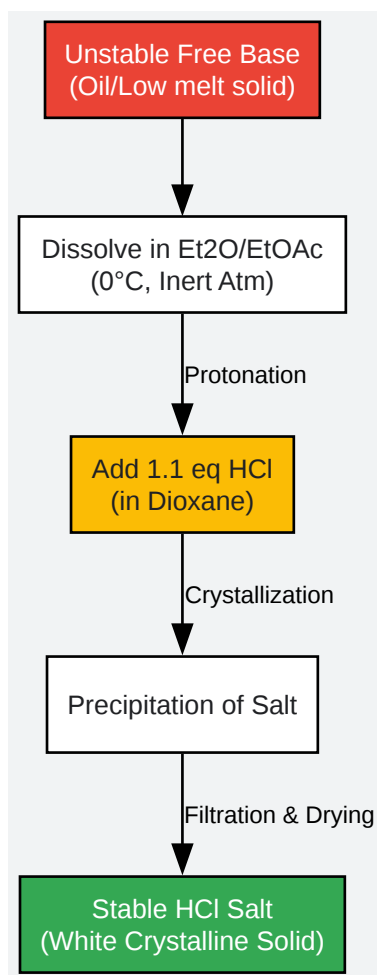 Unstable Free Base
(Oil/Low melt solid)
Dissolve in Et2O/EtOAc
(0°C, Inert Atm)
Protonation
Add 1.1 eq HCl
(in Dioxane)
Crystallization
Precipitation of Salt
Filtration & Drying
Stable HCl Salt
(White Crystalline Solid)